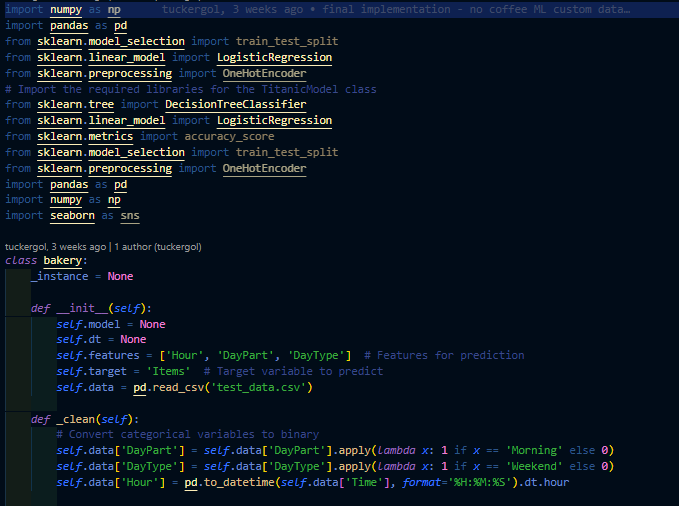 import numpy as np tuckergol, 3 weeks ago • final implementation - no coffee ML custom data…
import pandas as pd
from sklearn.model_selection import train_test_split
from sklearn.linear_model import LogisticRegression
from sklearn.preprocessing import OneHotEncoder
# Import the required libraries for the TitanicModel class
from sklearn.tree import DecisionTreeClassifier
from sklearn.linear_model import LogisticRegression
from sklearn.metrics import accuracy_score
from sklearn.model_selection import train_test_split
from sklearn.preprocessing import OneHotEncoder
import pandas as pd
import numpy as np
import seaborn as sns
tuckergol, 3 weeks ago | 1 author (tuckergol)
class bakery:
    _instance = None
    def __init__(self):
        self.model = None
        self.dt = None
        self.features = ['Hour', 'DayPart', 'DayType']  # Features for prediction
        self.target = 'Items'  # Target variable to predict
        self.data = pd.read_csv('test_data.csv')
    def _clean(self):
        # Convert categorical variables to binary
        self.data['DayPart'] = self.data['DayPart'].apply(lambda x: 1 if x == 'Morning' else 0)
        self.data['DayType'] = self.data['DayType'].apply(lambda x: 1 if x == 'Weekend' else 0)
        self.data['Hour'] = pd.to_datetime(self.data['Time'], format='%H:%M:%S').dt.hour